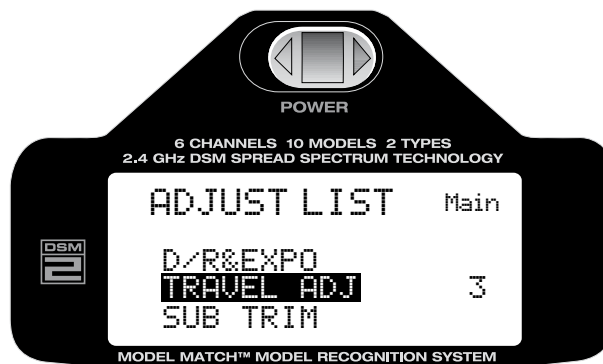 POWER
6 CHANNELS 10 MODELS 2 TYPES
2.4 GHz DSM SPREAD SPECTRUM TECHNOLOGY
ADJUST LIST Main
DSM
2
D/R&EXPO
TRAVEL ADJ 3
SUB TRIM
MODEL MATCH™ MODEL RECOGNITION SYSTEM